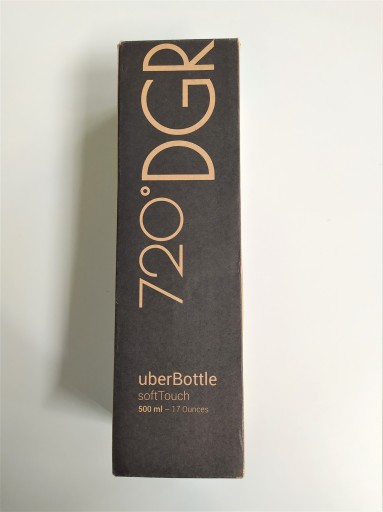 720°DGR
uberBottle
softTouch
500 ml – 17 Ounces